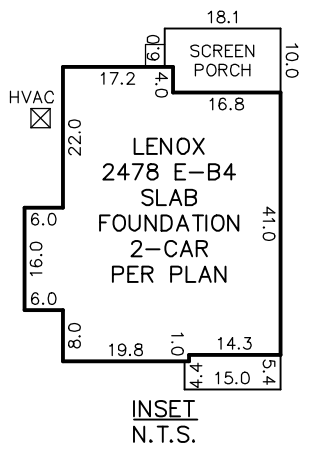 18.1
SCREEN
PORCH
10.0
0.9
4.0
17.2
16.8
HVAC
22.0
LENOX
2478 E-B4
SLAB
FOUNDATION
2-CAR
PER PLAN
41.0
6.0
16.0
6.0
8.0
19.8
1.0
14.3
4.4
15.0
5.4
INSET
N.T.S.